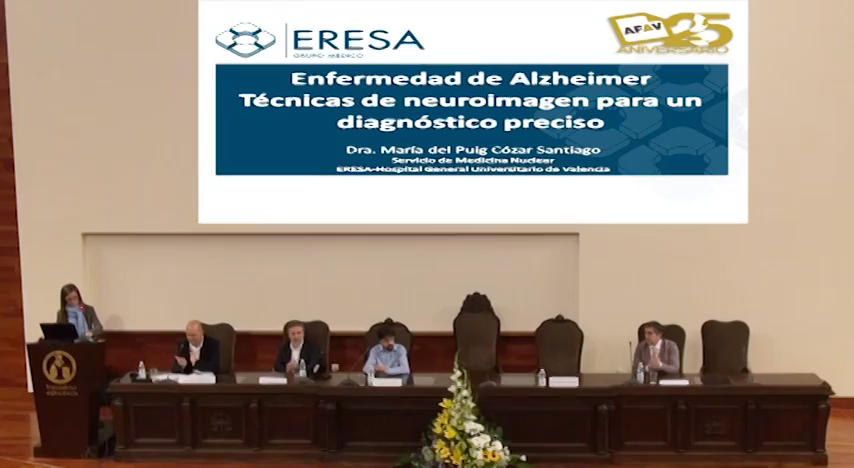 ERESA
GRUPO MÉDICO
AFAV 25
ANIVERSARIO
Enfermedad de Alzheimer
Técnicas de neuroimagen para un
diagnóstico preciso
Dra. María del Puig Cózar Santiago
Servicio de Medicina Nuclear
ERESA-Hospital General Universitario de Valencia